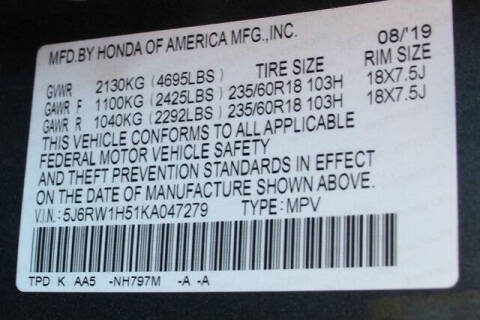 MFD.BY HONDA OF AMERICA MFG.,INC. 08/'19
TIRE SIZE RIM SIZE
GVWR 2130KG (4695LBS)
GAWR F 1100KG (2425LBS) 235/60R18 103H 18X7.5J
GAWR R 1040KG (2292LBS) 235/60R18 103H 18X7.5J
THIS VEHICLE CONFORMS TO ALL APPLICABLE
FEDERAL MOTOR VEHICLE SAFETY
AND THEFT PREVENTION STANDARDS IN EFFECT
ON THE DATE OF MANUFACTURE SHOWN ABOVE.
V.I.N.: 5J6RW1H51KA047279 TYPE: MPV
TPD K AA5 -NH797M -A -A